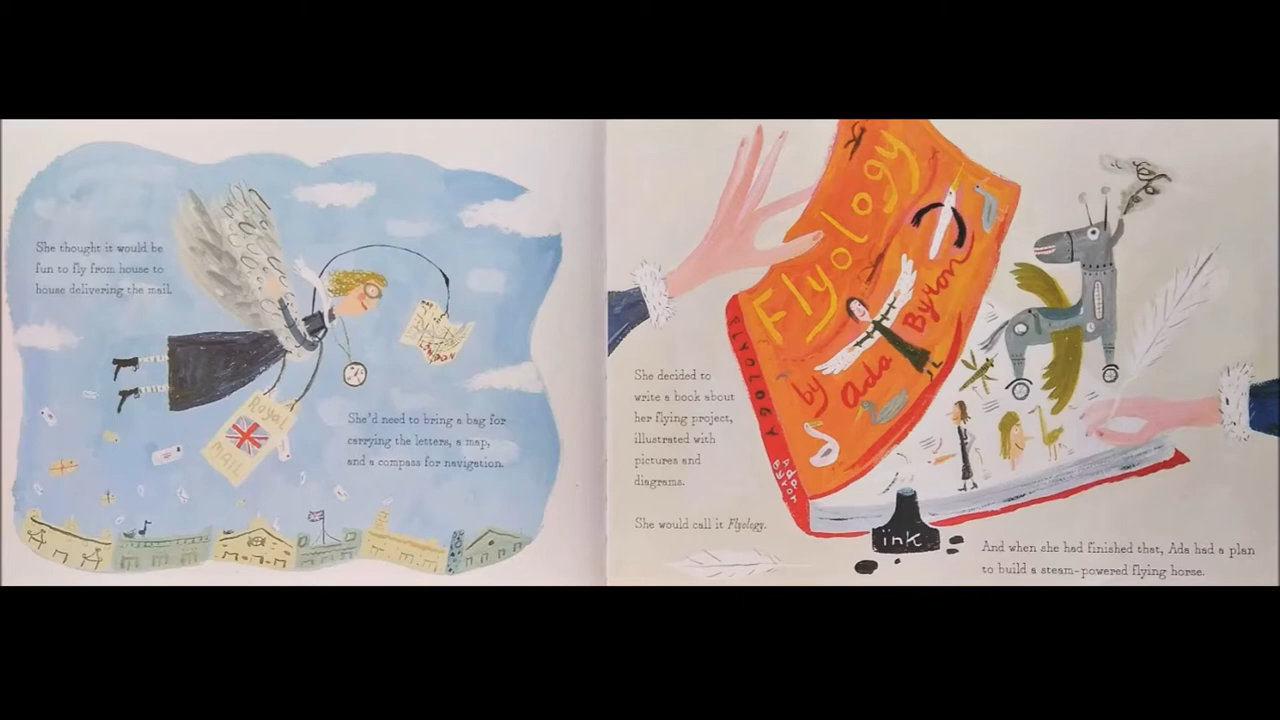 She thought it would be
fun to fly from house to
house delivering the mail.
Royal
MAIL
LONDON
She'd need to bring a bag for
carrying the letters, a map,
and a compass for navigation.
Flyology
by
Ada
Byron
She decided to
write a book about
her flying project,
illustrated with
pictures and
diagrams.
She would call it Flyology.
ink
And when she had finished that, Ada had a plan
to build a steam-powered flying horse.